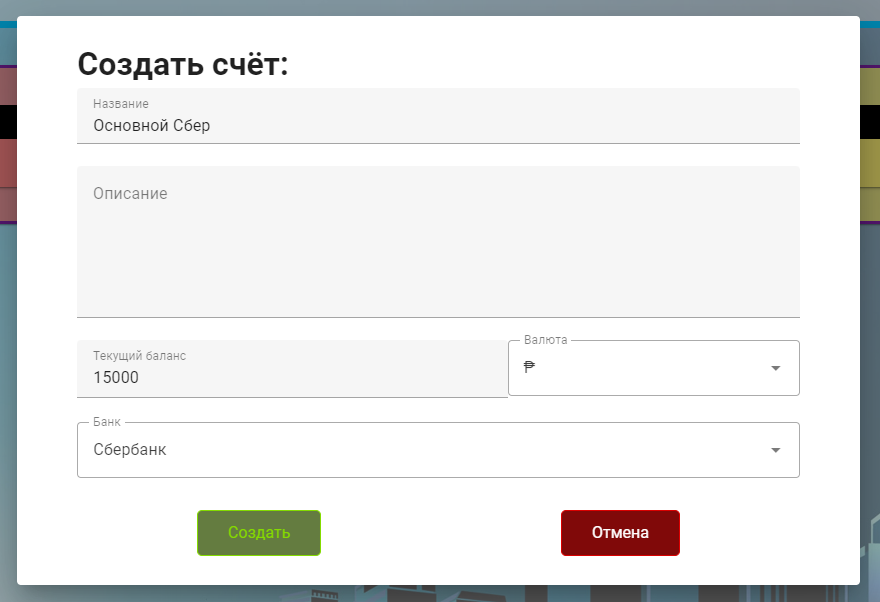 Создать счёт:
Название
Основной Сбер
Описание
Текущий баланс
15000
Валюта
₱
Банк
Сбербанк
Создать
Отмена